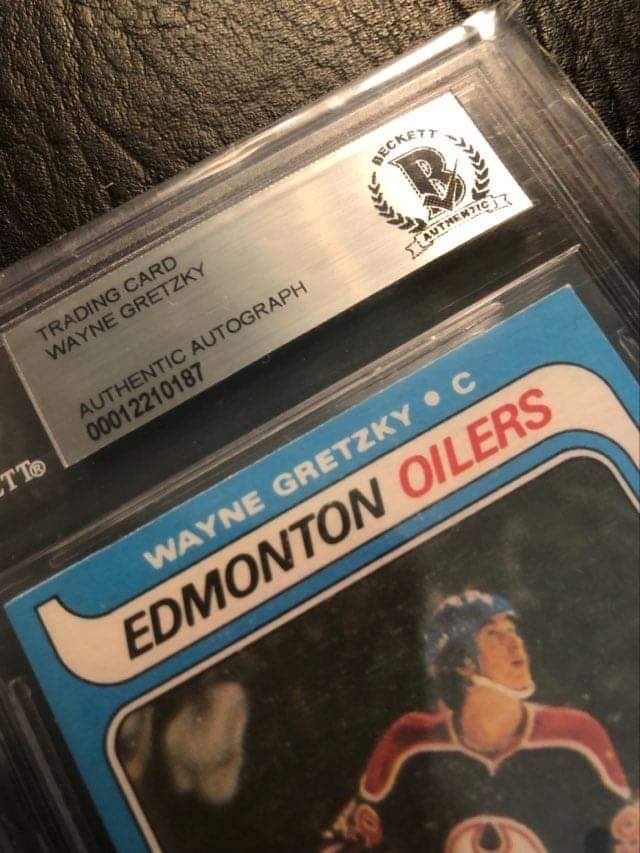 BECKETT
AUTHENTIC
TRADING CARD
WAYNE GRETZKY
AUTHENTIC AUTOGRAPH
00012210187
TT®
WAYNE GRETZKY • C
EDMONTON OILERS